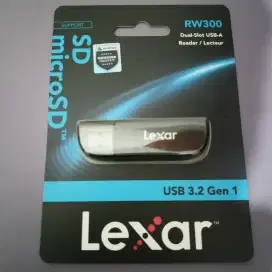 SUPPORT
SD
microSD™
RW300
Dual-Slot USB-A
Reader / Lecteur
Lexar
USB 3.2 Gen 1
Lexar